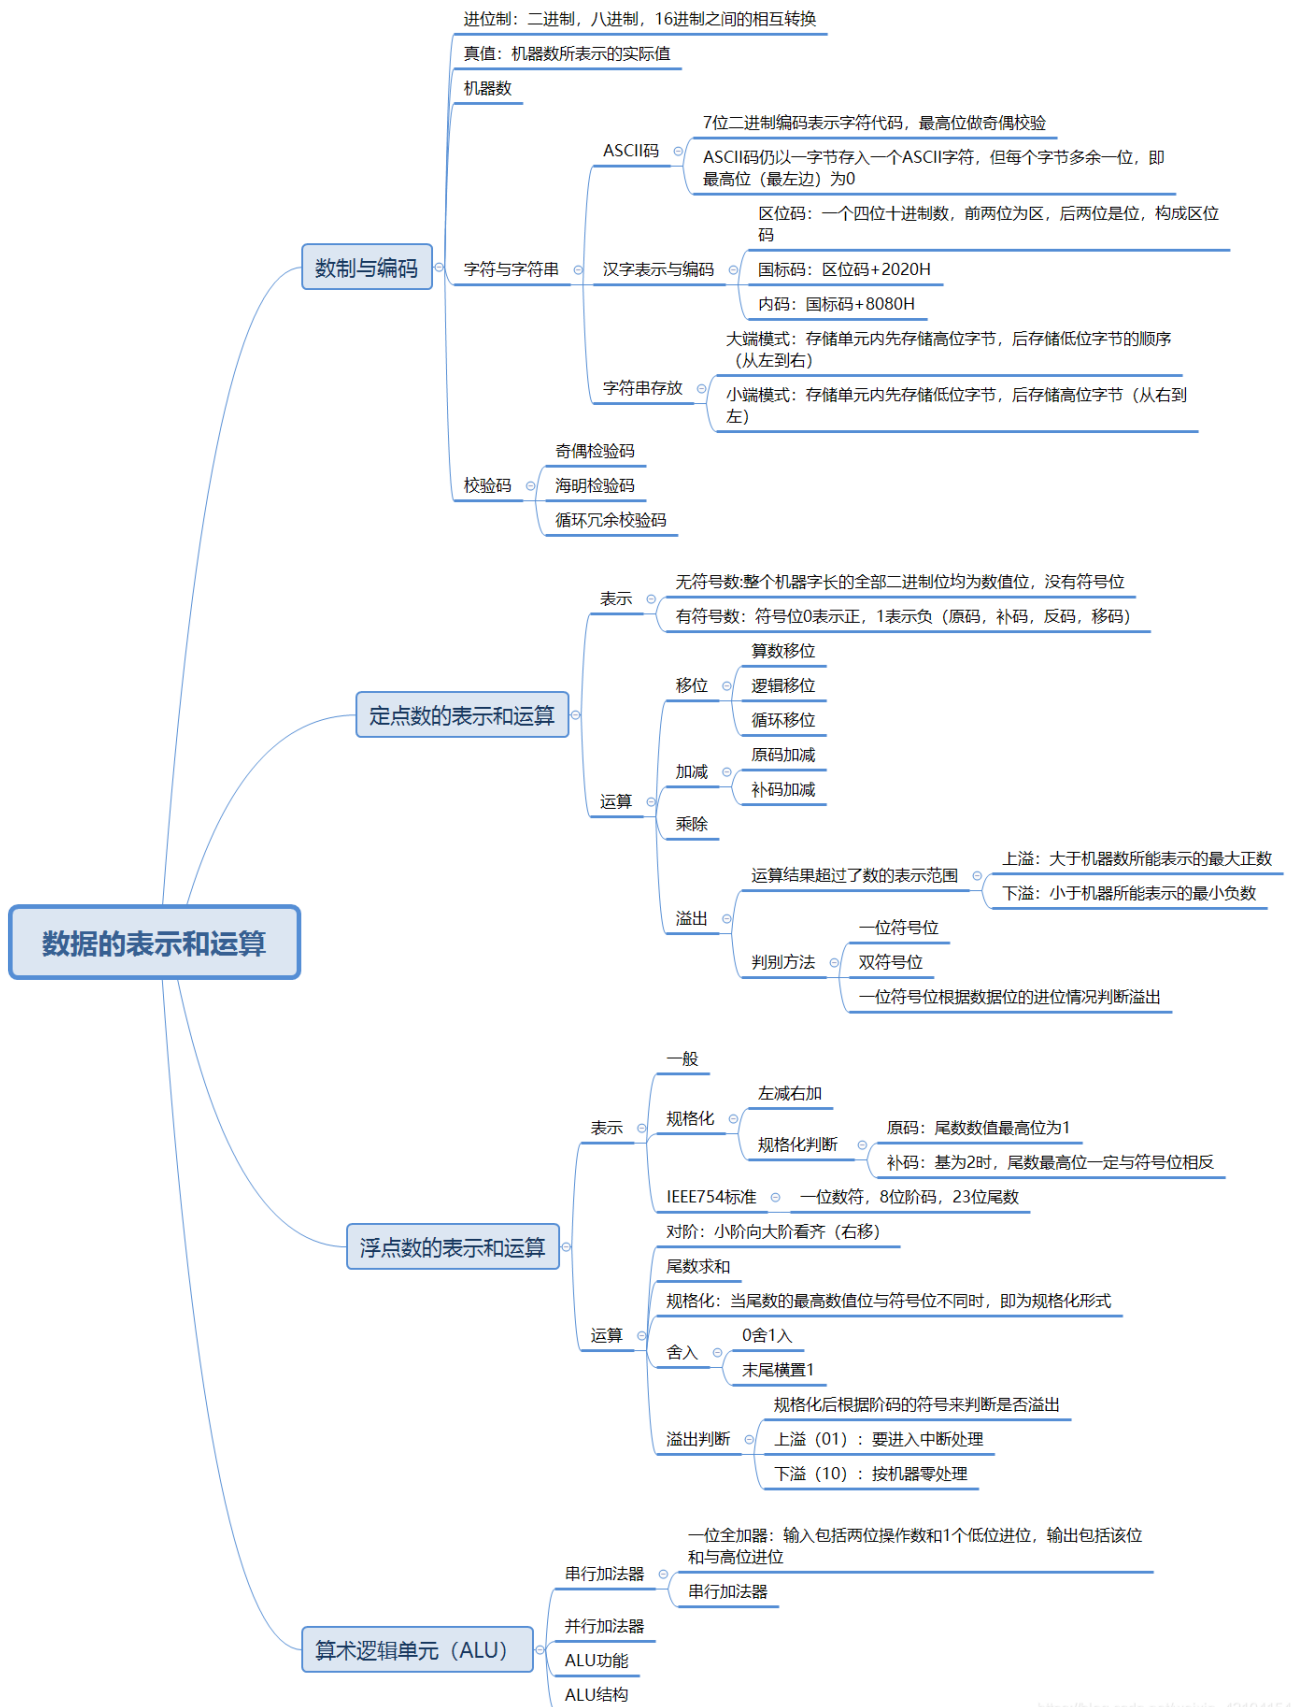 进位制：二进制，八进制，16进制之间的相互转换
真值：机器数所表示的实际值
机器数
7位二进制编码表示字符代码，最高位做奇偶校验
ASCII码
ASCII码仍以一字节存入一个ASCII字符，但每个字节多余一位，即
最高位（最左边）为0
区位码：一个四位十进制数，前两位为区，后两位是位，构成区位
码
数制与编码
字符与字符串
汉字表示与编码
国标码：区位码+2020H
内码：国标码+8080H
大端模式：存储单元内先存储高位字节，后存储低位字节的顺序
（从左到右）
字符串存放
小端模式：存储单元内先存储低位字节，后存储高位字节（从右到
左）
奇偶检验码
校验码
海明检验码
循环冗余校验码
无符号数:整个机器字长的全部二进制位均为数值位，没有符号位
表示
有符号数：符号位0表示正，1表示负（原码，补码，反码，移码）
算数移位
移位
逻辑移位
循环移位
定点数的表示和运算
原码加减
加减
补码加减
运算
乘除
上溢：大于机器数所能表示的最大正数
运算结果超过了数的表示范围
下溢：小于机器所能表示的最小负数
溢出
一位符号位
判别方法
双符号位
一位符号位根据数据位的进位情况判断溢出
数据的表示和运算
一般
左减右加
规格化
表示
原码：尾数数值最高位为1
规格化判断
补码：基为2时，尾数最高位一定与符号位相反
IEEE754标准
一位数符，8位阶码，23位尾数
浮点数的表示和运算
对阶：小阶向大阶看齐（右移）
尾数求和
规格化：当尾数的最高数值位与符号位不同时，即为规格化形式
运算
0舍1入
舍入
末尾横置1
规格化后根据阶码的符号来判断是否溢出
溢出判断
上溢（01）：要进入中断处理
下溢（10）：按机器零处理
一位全加器：输入包括两位操作数和1个低位进位，输出包括该位
和与高位进位
串行加法器
串行加法器
并行加法器
算术逻辑单元（ALU）
ALU功能
ALU结构